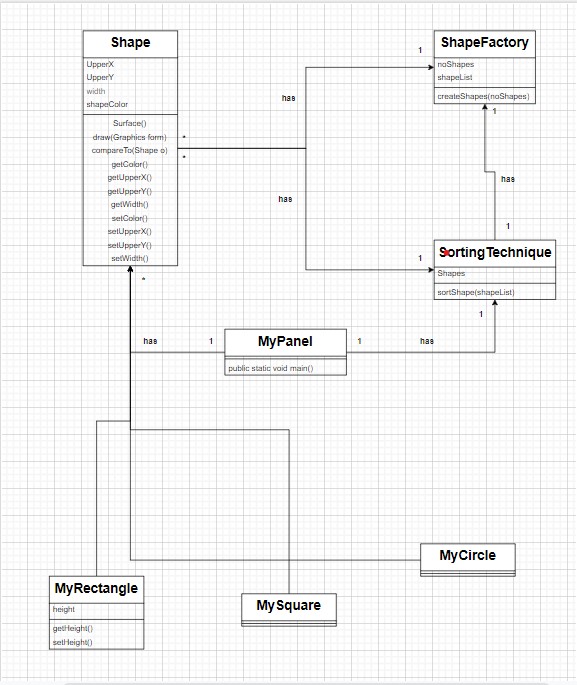 Shape
UpperX
UpperY
width
shapeColor
Surface()
draw(Graphics form)
compareTo(Shape o)
getColor()
getUpperX()
getUpperY()
getWidth()
setColor()
setUpperX()
setUpperY()
setWidth()
*
*
has
has
1
1
ShapeFactory
noShapes
shapeList
createShapes(noShapes)
1
has
1
SortingTechnique
Shapes
sortShape(shapeList)
1
*
has
1
MyPanel
public static void main()
1
has
MyCircle
MyRectangle
height
getHeight()
setHeight()
MySquare